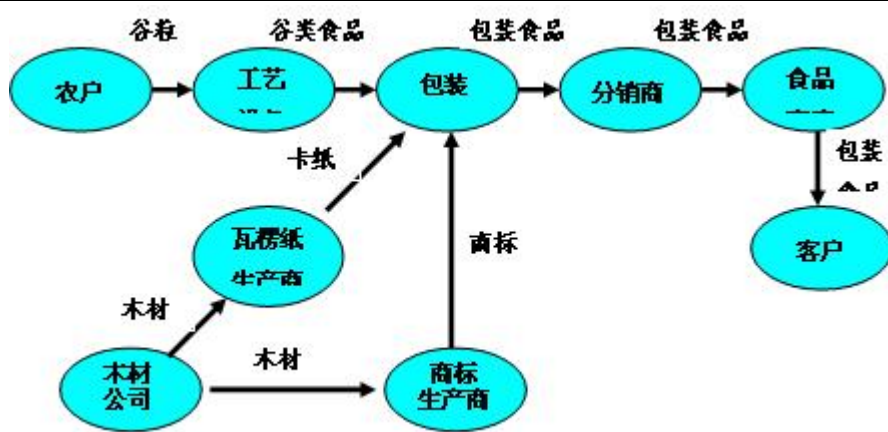 谷粒 谷类食品 包装食品 包装食品
农户 工艺 包装 分销商 食品
卡纸 包装
食品
瓦楞纸
生产商
商标 客户
木材
木材
木材
公司
商标
生产商